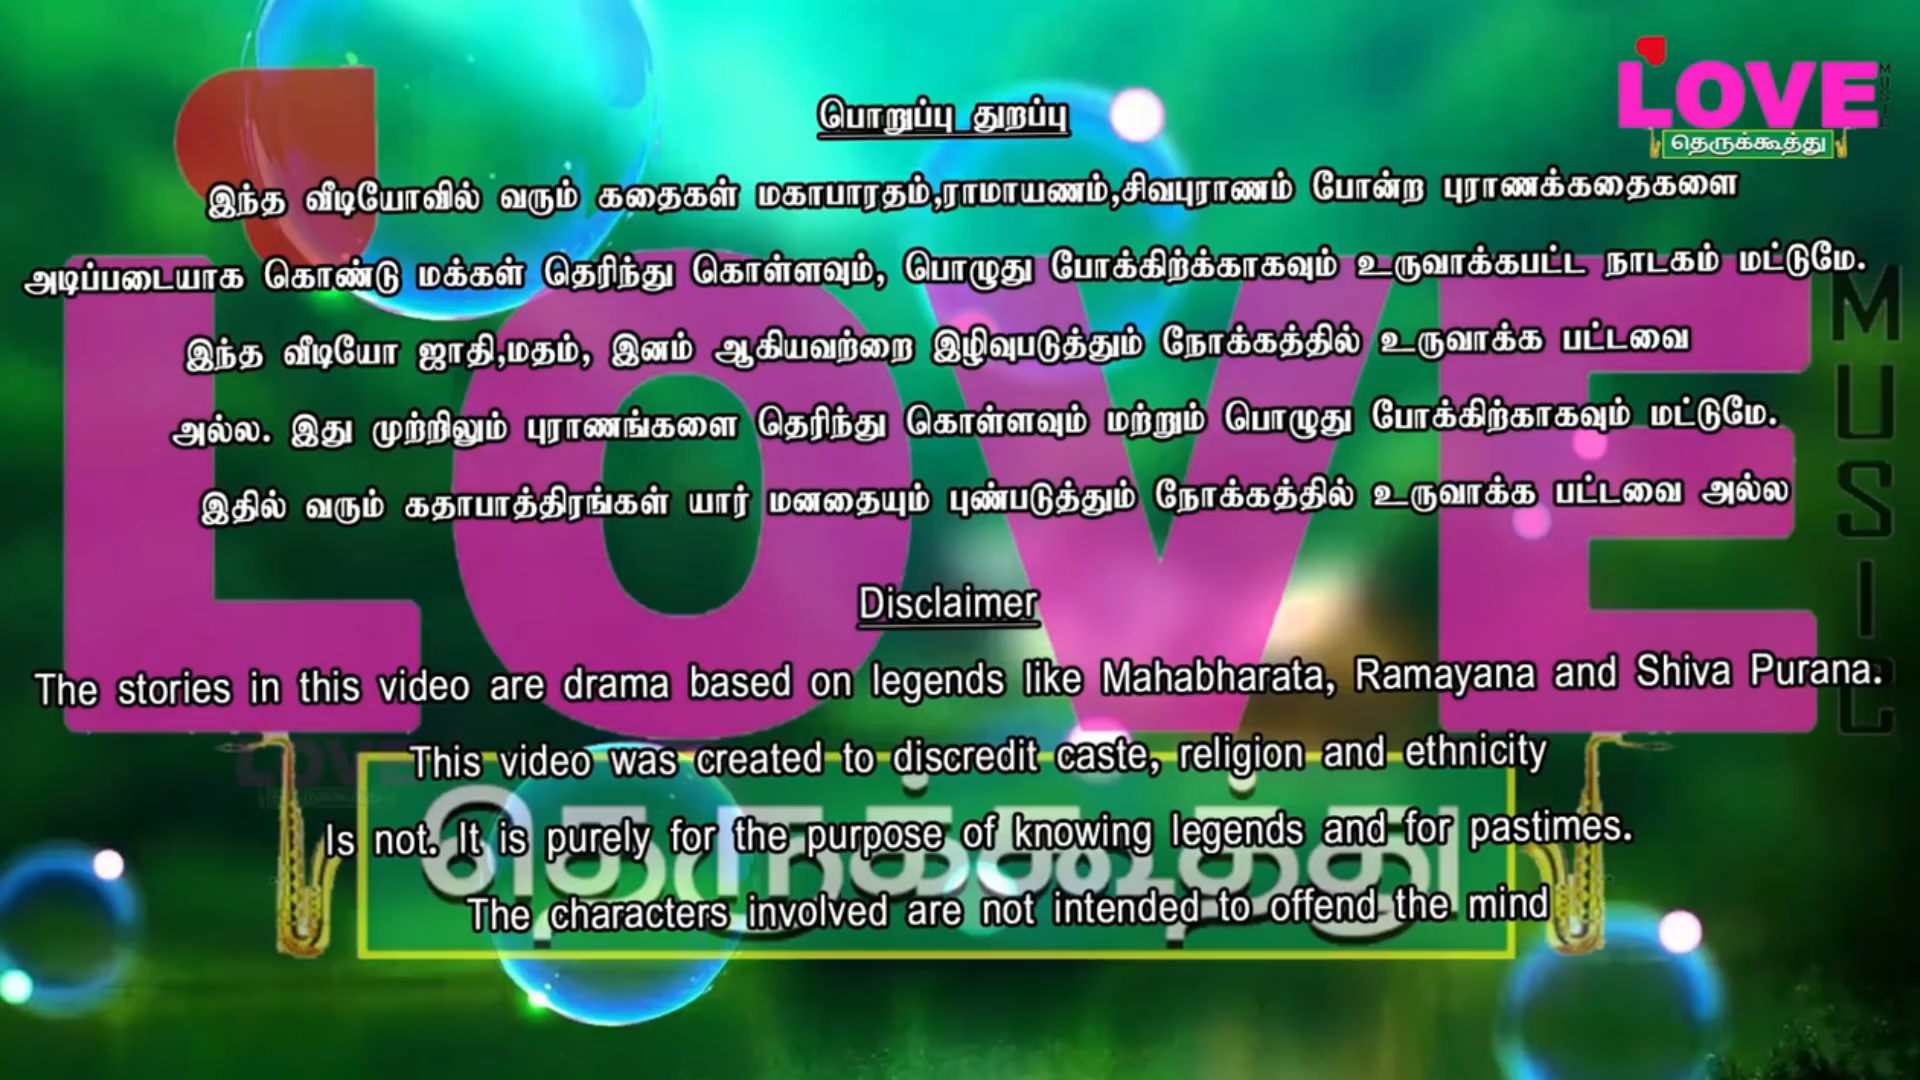 LOVE
MUSIC
தெருக்கூத்து
பொறுப்பு துறப்பு
இந்த வீடியோவில் வரும் கதைகள் மகாபாரதம்,ராமாயணம்,சிவபுராணம் போன்ற புராணக்கதைகளை
அடிப்படையாக கொண்டு மக்கள் தெரிந்து கொள்ளவும், பொழுது போக்கிற்க்காகவும் உருவாக்கபட்ட நாடகம் மட்டுமே.
இந்த வீடியோ ஜாதி,மதம், இனம் ஆகியவற்றை இழிவுபடுத்தும் நோக்கத்தில் உருவாக்க பட்டவை
அல்ல. இது முற்றிலும் புராணங்களை தெரிந்து கொள்ளவும் மற்றும் பொழுது போக்கிற்காகவும் மட்டுமே.
இதில் வரும் கதாபாத்திரங்கள் யார் மனதையும் புண்படுத்தும் நோக்கத்தில் உருவாக்க பட்டவை அல்ல
Disclaimer
The stories in this video are drama based on legends like Mahabharata, Ramayana and Shiva Purana.
This video was created to discredit caste, religion and ethnicity
Is not. It is purely for the purpose of knowing legends and for pastimes.
The characters involved are not intended to offend the mind
LOVE
MUSIC
தெருக்கூத்து